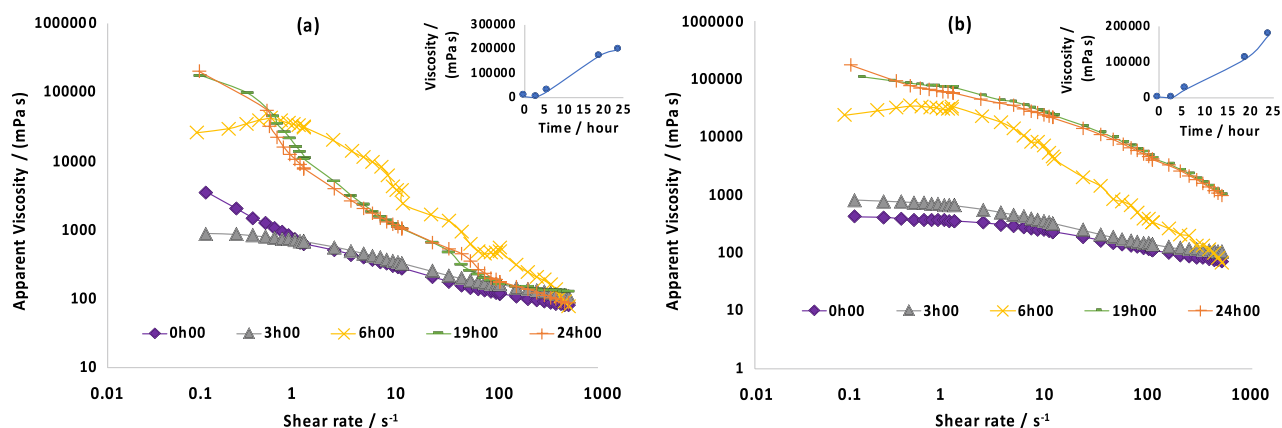 (a)
Apparent Viscosity / (mPa s)
1000000
100000
10000
1000
100
10
0.01
0.1
1
10
100
1000
Shear rate / s-1
0h00
3h00
6h00
19h00
24h00
Viscosity /
(mPa s)
300000
200000
100000
0
0 5 10 15 20 25
Time / hour
(b)
Apparent Viscosity / (mPa s)
1000000
100000
10000
1000
100
10
1
0.01
0.1
1
10
100
1000
Shear rate / s-1
0h00
3h00
6h00
19h00
24h00
Viscosity /
(mPa s)
200000
100000
0
0 5 10 15 20 25
Time / hour